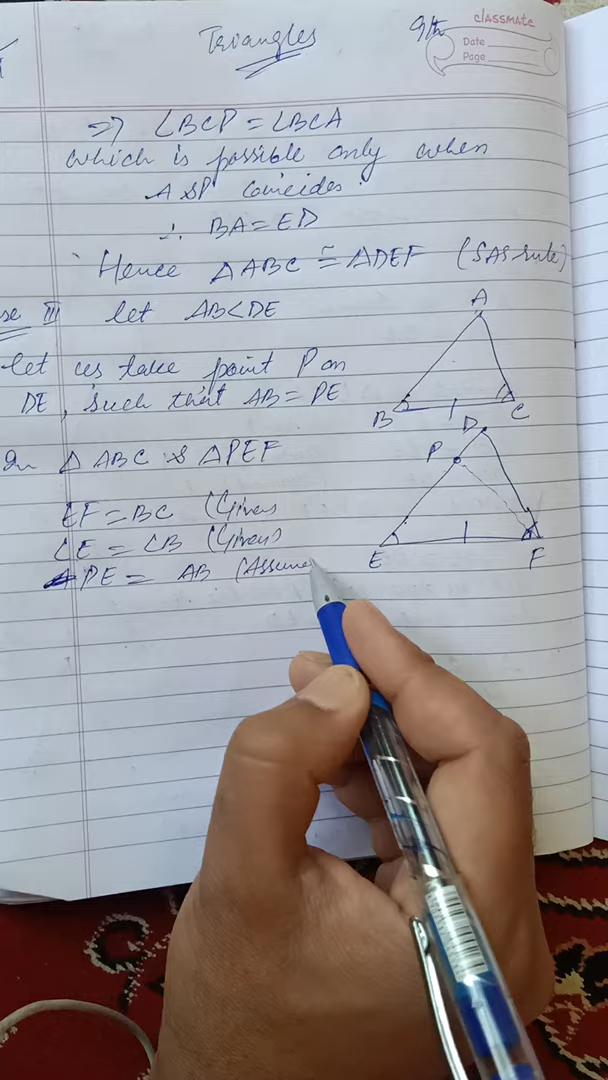 9th
classmate
Triangles
Date
Page
=> ∠BCP = ∠BCA
which is possible only when
A & P coincides.
∴ BA = ED
Hence △ABC ≅ △DEF (SAS rule)
se III let AB < DE
let us take point P on
DE, such that AB = PE
In △ ABC & △PEF
EF = BC (Given)
∠E = ∠B (Given)
PE = AB (Assume
A
B
C
D
P
E
F